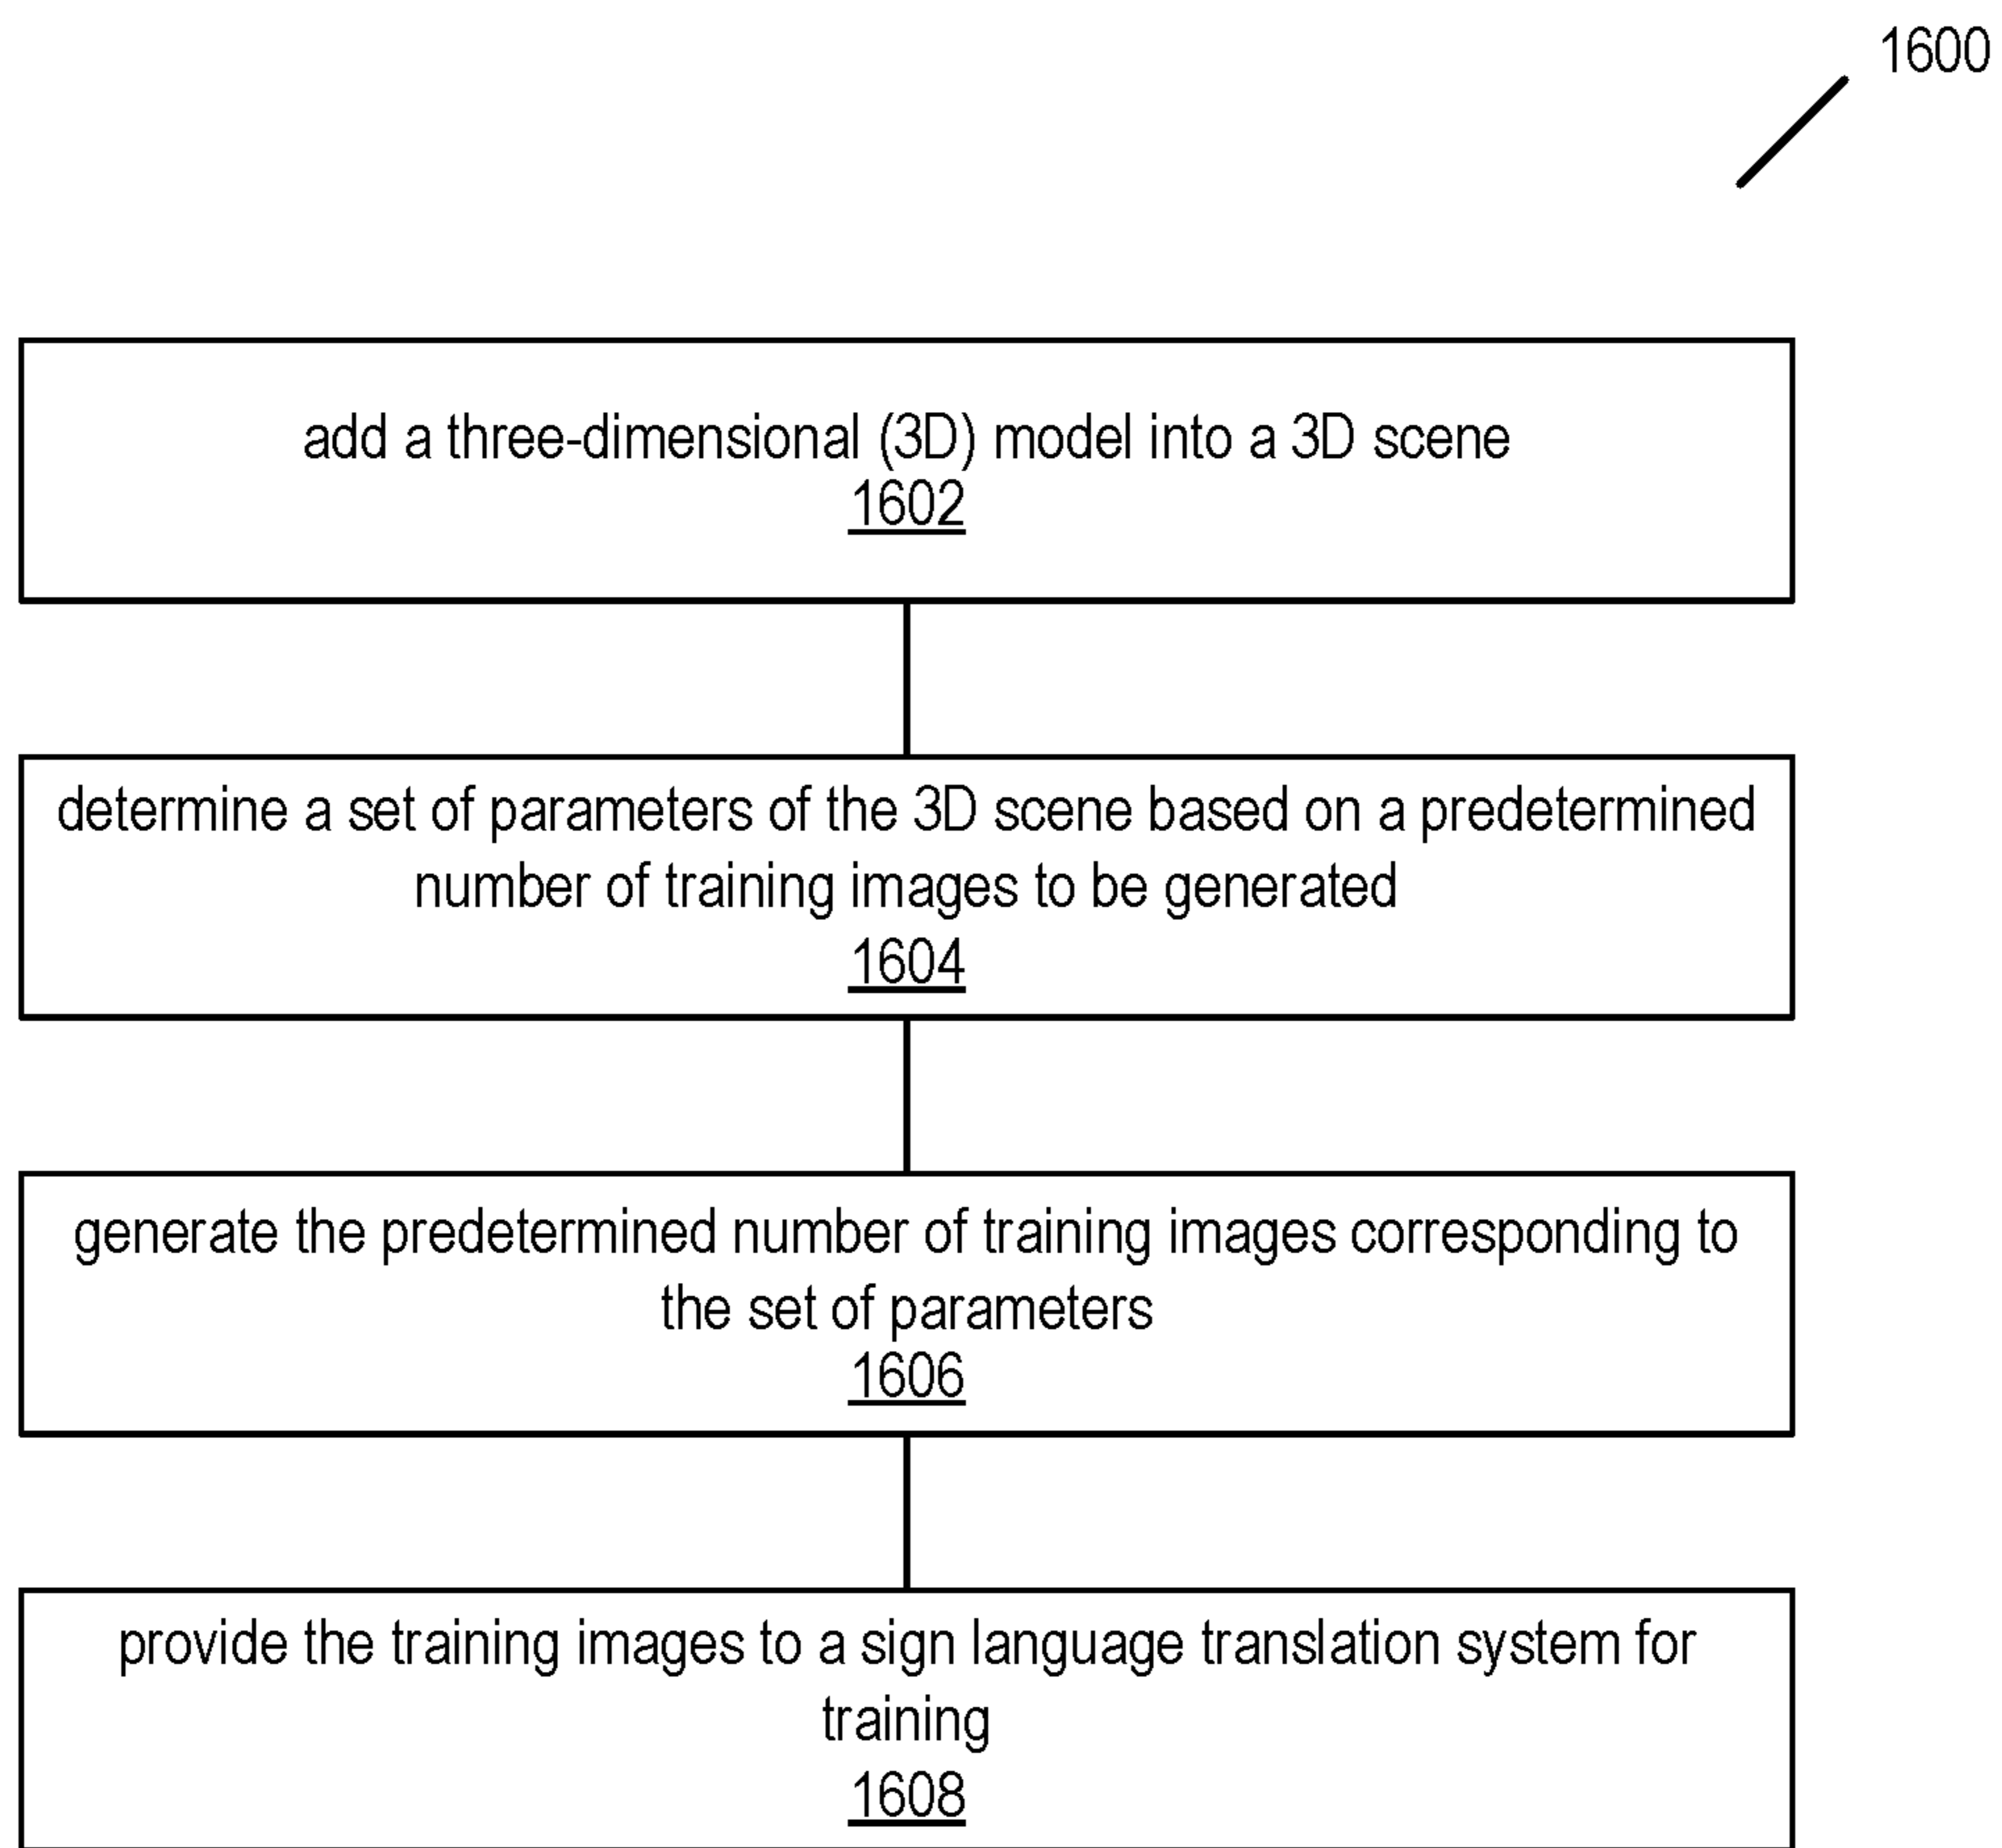 1600
add a three-dimensional (3D) model into a 3D scene
1602
determine a set of parameters of the 3D scene based on a predetermined
number of training images to be generated
1604
generate the predetermined number of training images corresponding to
the set of parameters
1606
provide the training images to a sign language translation system for
training
1608